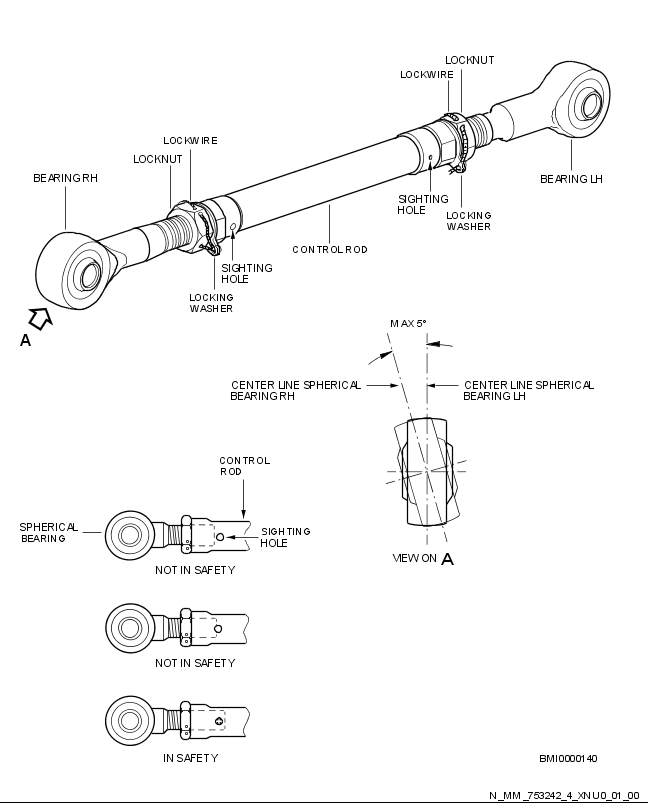 LOCKNUT
LOCKWIRE
LOCKWIRE
LOCKNUT
BEARING RH
BEARING LH
SIGHTING
HOLE
LOCKING
WASHER
CONTROL ROD
SIGHTING
HOLE
LOCKING
WASHER
A
MAX 5°
CENTER LINE SPHERICAL
BEARING RH
CENTER LINE SPHERICAL
BEARING LH
CONTROL
ROD
SPHERICAL
BEARING
SIGHTING
HOLE
NOT IN SAFETY
VIEW ON A
NOT IN SAFETY
IN SAFETY
BMI0000140
N_MM_753242_4_XNU0_01_00